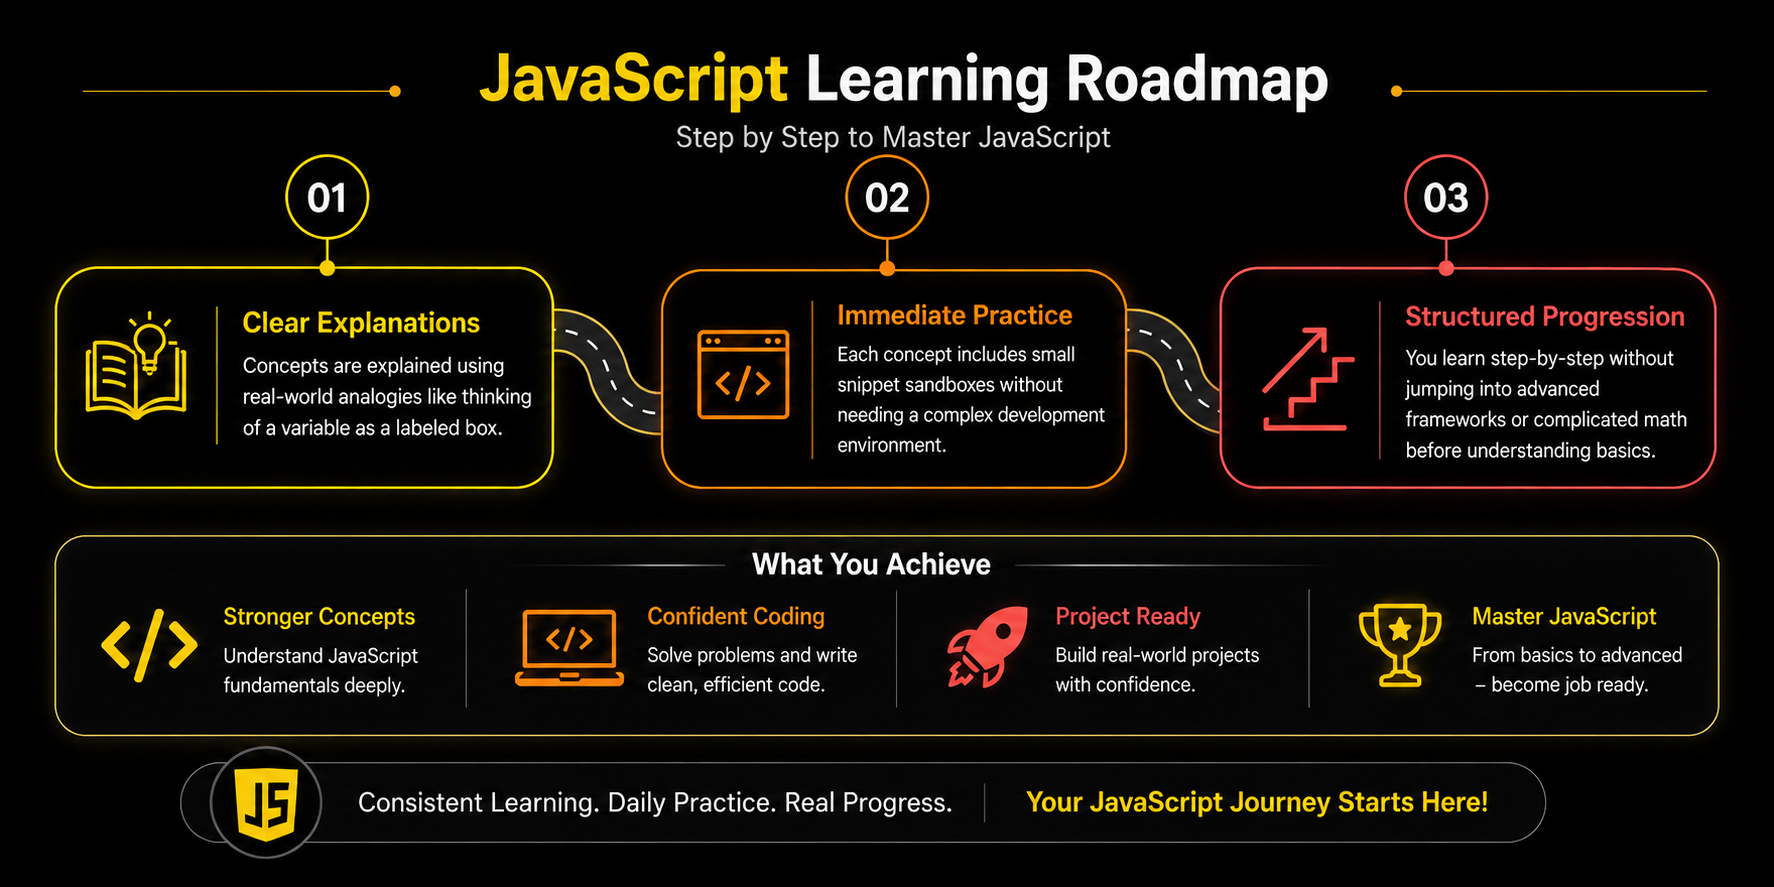 JavaScript Learning Roadmap
Step by Step to Master JavaScript
01
Clear Explanations
Concepts are explained using
real-world analogies like thinking
of a variable as a labeled box.
02
Immediate Practice
Each concept includes small
snippet sandboxes without
needing a complex development
environment.
03
Structured Progression
You learn step-by-step without
jumping into advanced
frameworks or complicated math
before understanding basics.
What You Achieve
Stronger Concepts
Understand JavaScript
fundamentals deeply.
Confident Coding
Solve problems and write
clean, efficient code.
Project Ready
Build real-world projects
with confidence.
Master JavaScript
From basics to advanced
– become job ready.
JS
Consistent Learning. Daily Practice. Real Progress.
Your JavaScript Journey Starts Here!